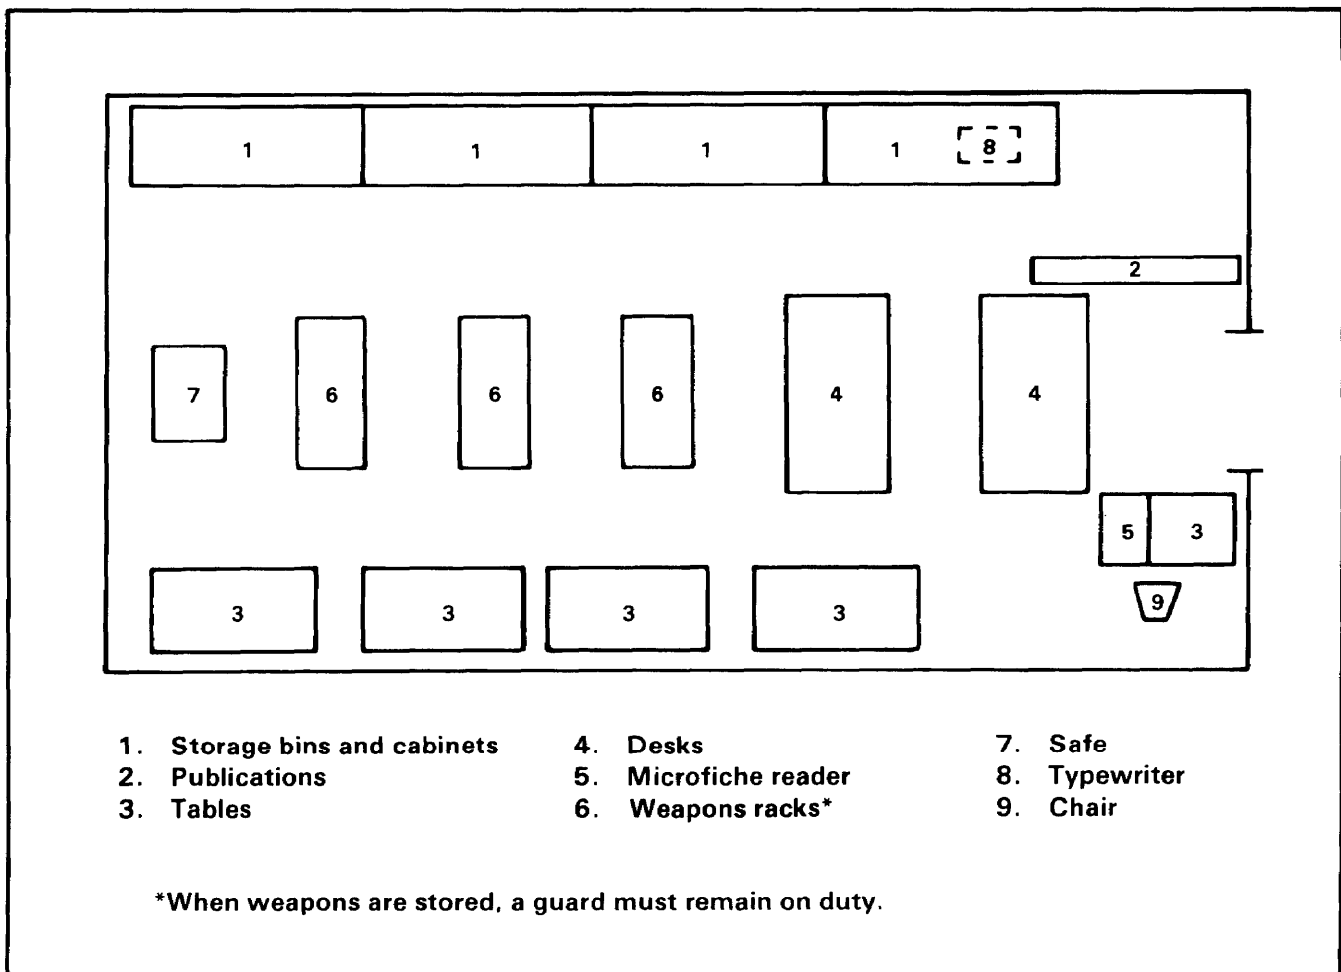 1 1 1 1 8
2
7 6 6 6 4 4
5 3
3 3 3 3 9
1. Storage bins and cabinets 4. Desks 7. Safe
2. Publications 5. Microfiche reader 8. Typewriter
3. Tables 6. Weapons racks* 9. Chair
*When weapons are stored, a guard must remain on duty.